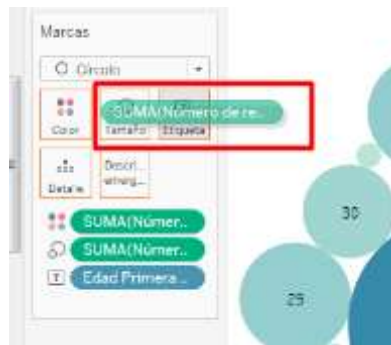 Marcas
Círculo
SUMA(Número de re..
Color Tamaño Etiqueta
Detalle Descri.. emerg..
SUMA(Númer..
SUMA(Númer..
T Edad Primera ..
30
29